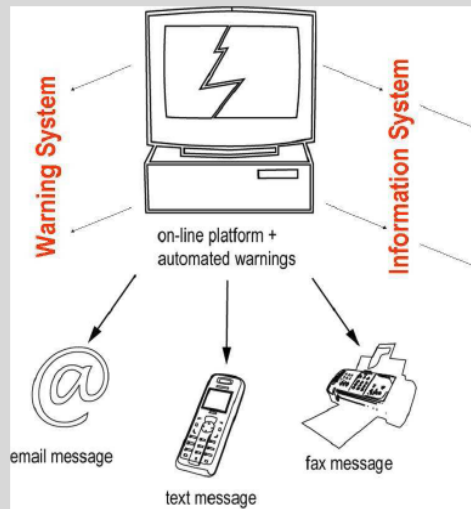 Warning System
Information System
on-line platform +
automated warnings
email message
text message
fax message